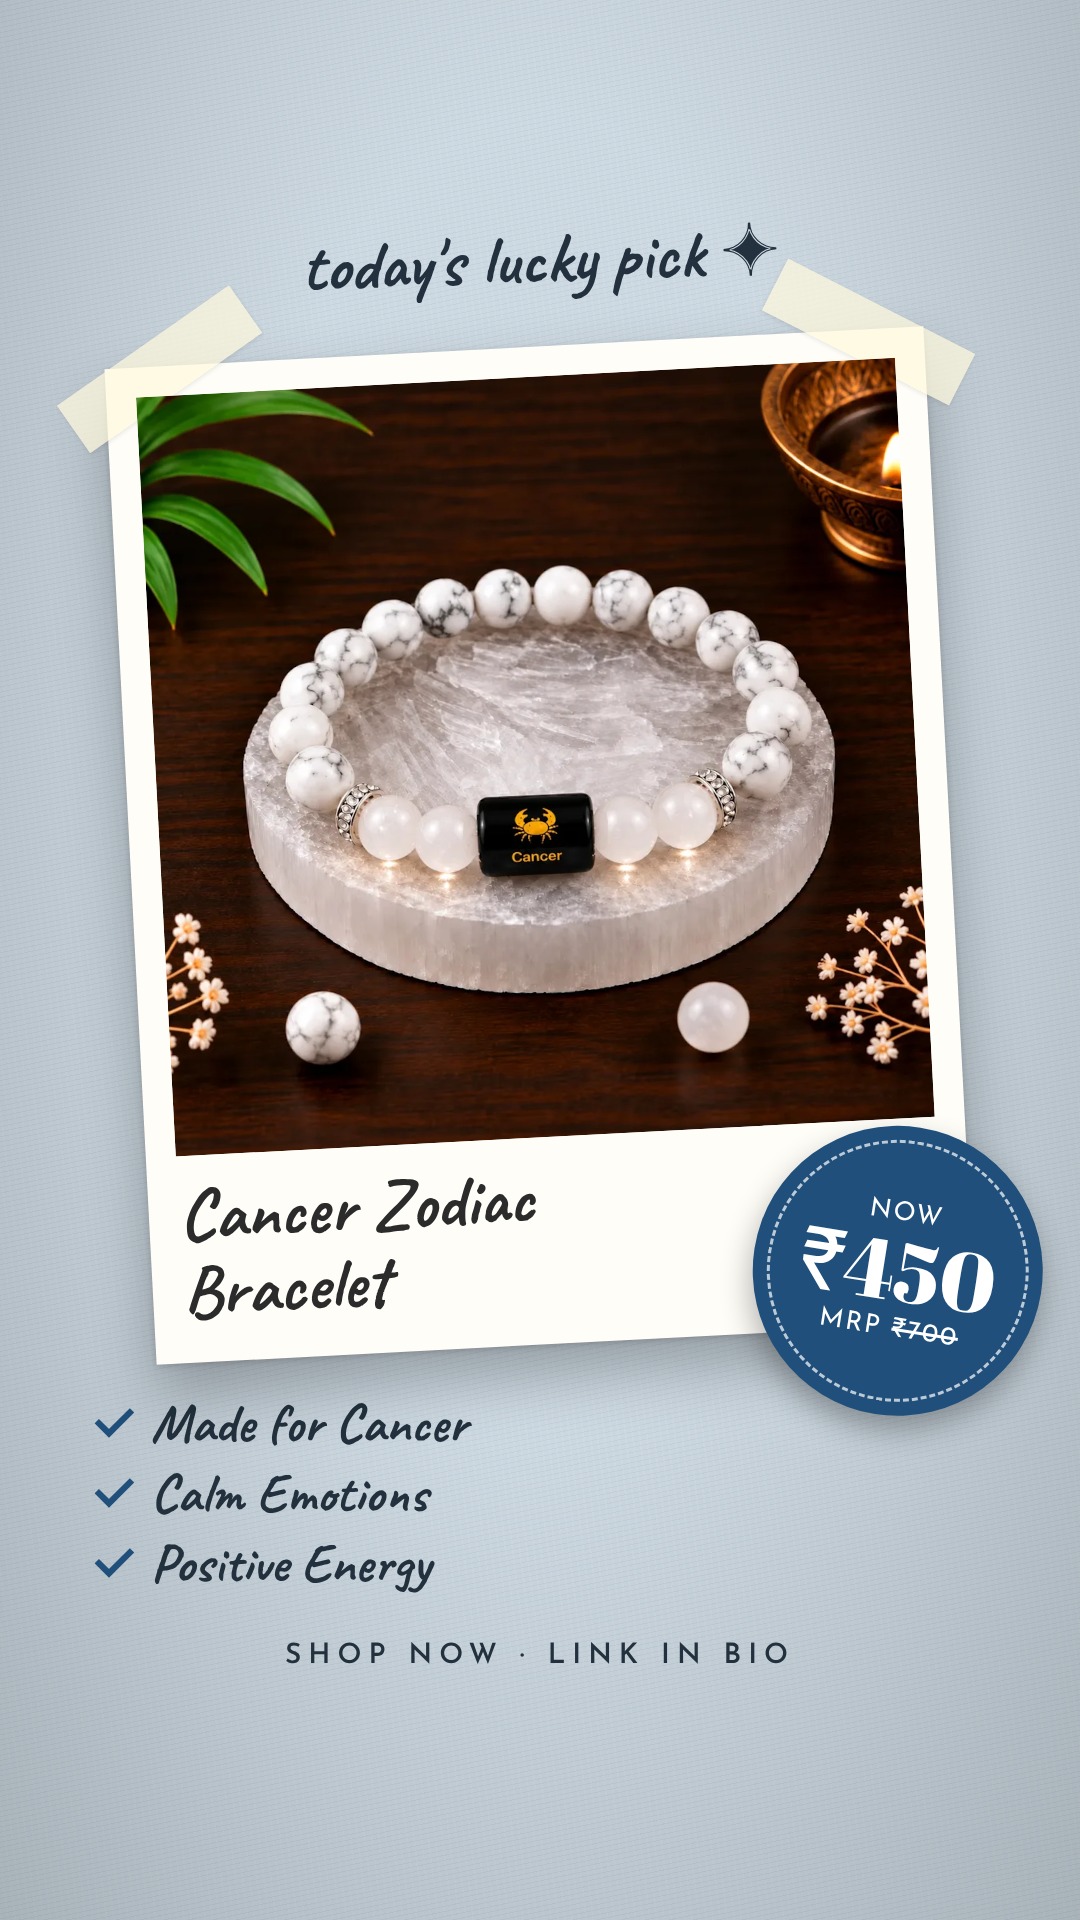 today's lucky pick
Cancer
Cancer Zodiac
Bracelet
NOW
₹450
MRP ₹700
Made for Cancer
Calm Emotions
Positive Energy
SHOP NOW · LINK IN BIO